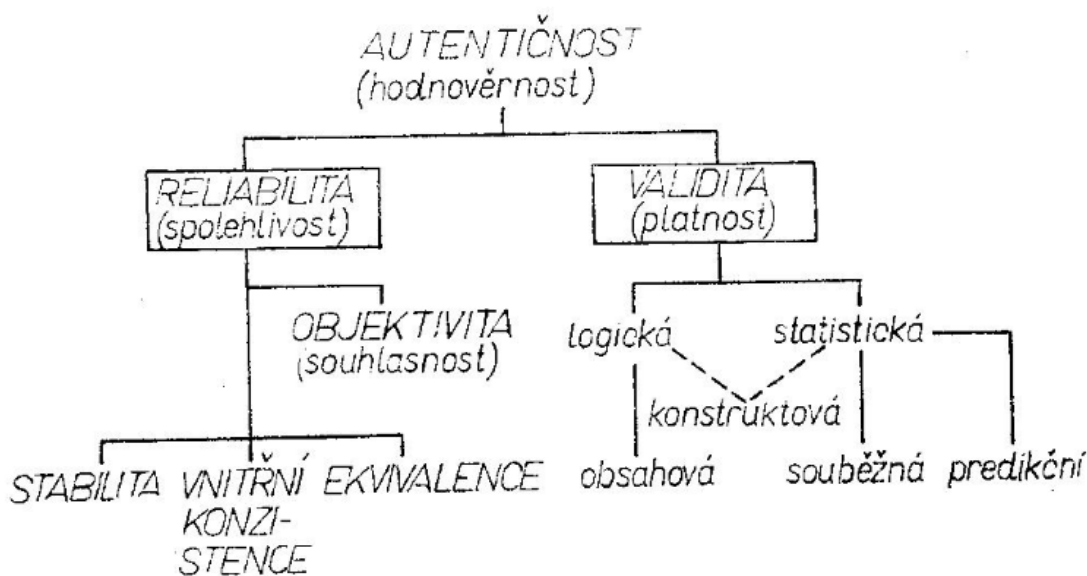 AUTENTIČNOST
(hodnověrnost)
RELIABILITA
(spolehlivost)
VALIDITA
(platnost)
OBJEKTIVITA
(souhlasnost)
logická
statistická
konstruktová
STABILITA
VNITŘNÍ
KONZI-
STENCE
EKVIVALENCE
obsahová
souběžná
predikční